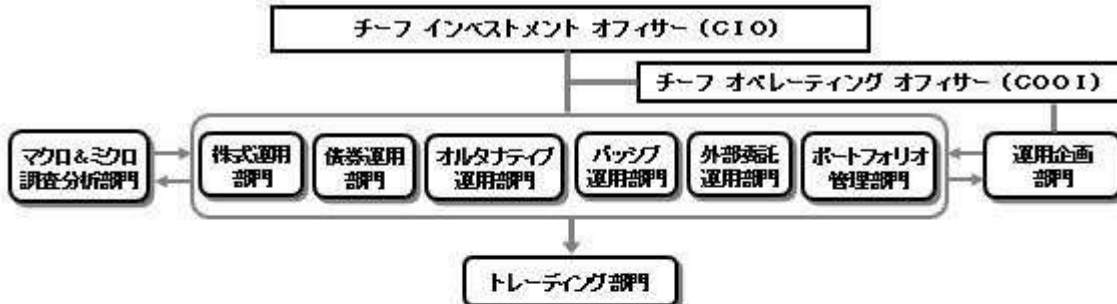 チーフ インベストメント オフィサー（ＣＩＯ）
チーフ オペレーティング オフィサー（ＣＯＯＩ）
マクロ＆ミクロ
調査分析部門
株式運用
部門
債券運用
部門
オルタナティブ
運用部門
パッシブ
運用部門
外部委託
運用部門
ポートフォリオ
管理部門
運用企画
部門
トレーディング部門